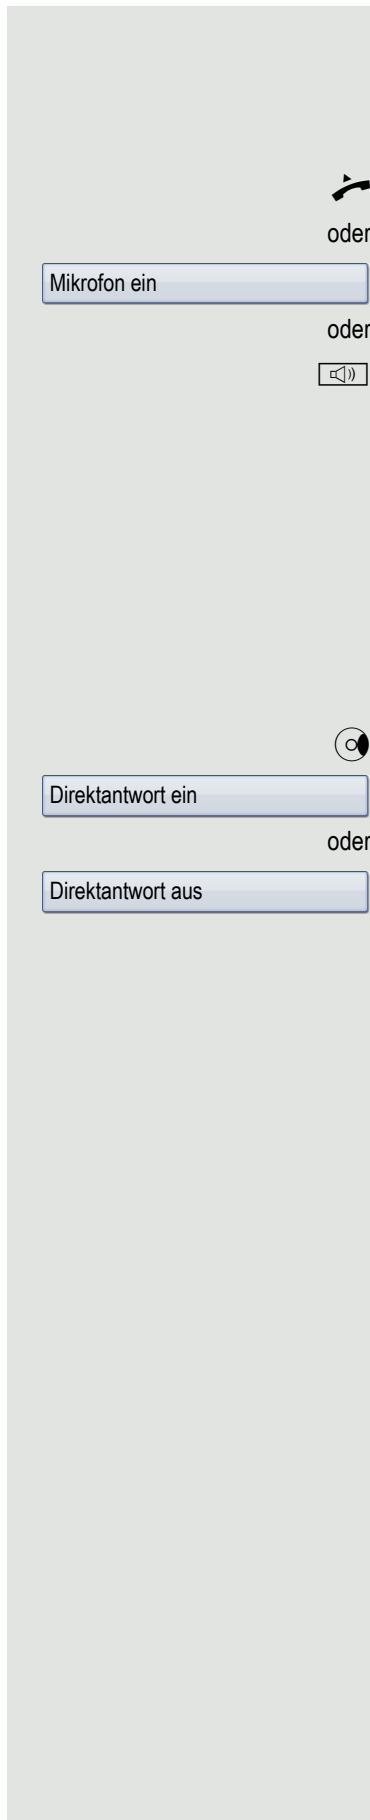 oder
Mikrofon ein
oder
Direktantwort ein
oder
Direktantwort aus